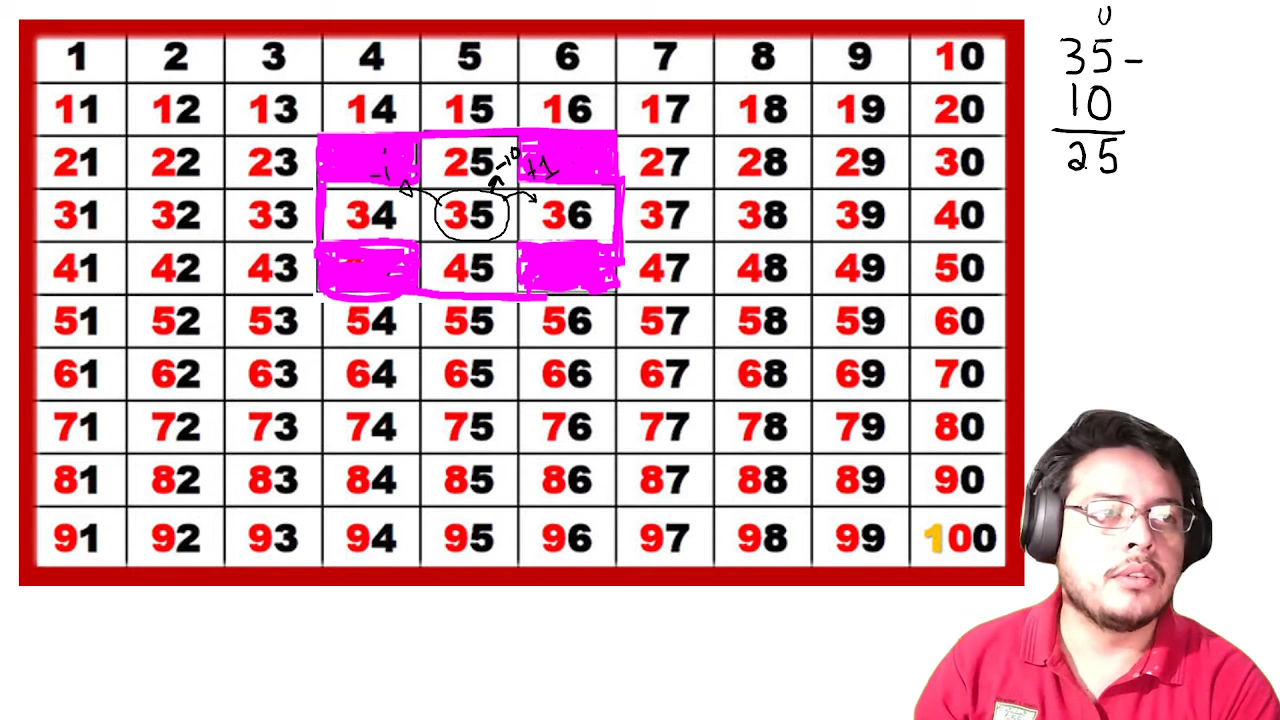 1 2 3 4 5 6 7 8 9 10
11 12 13 14 15 16 17 18 19 20
21 22 23 25 27 28 29 30
-1 -10 +1
31 32 33 34 35 36 37 38 39 40
41 42 43 45 47 48 49 50
51 52 53 54 55 56 57 58 59 60
61 62 63 64 65 66 67 68 69 70
71 72 73 74 75 76 77 78 79 80
81 82 83 84 85 86 87 88 89 90
91 92 93 94 95 96 97 98 99 100
U
35 -
10
25